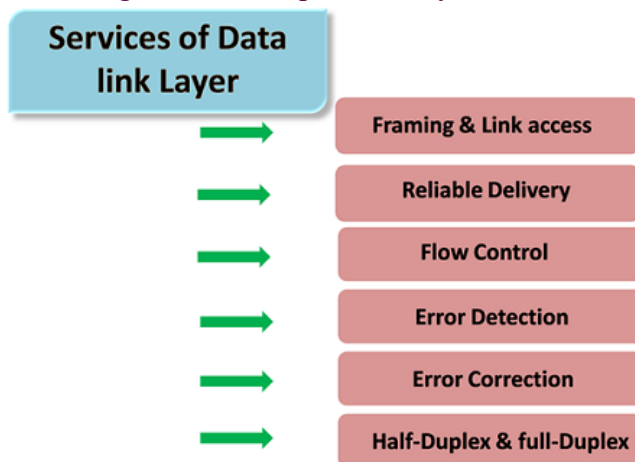 Services of Data
link Layer
Framing & Link access
Reliable Delivery
Flow Control
Error Detection
Error Correction
Half-Duplex & full-Duplex